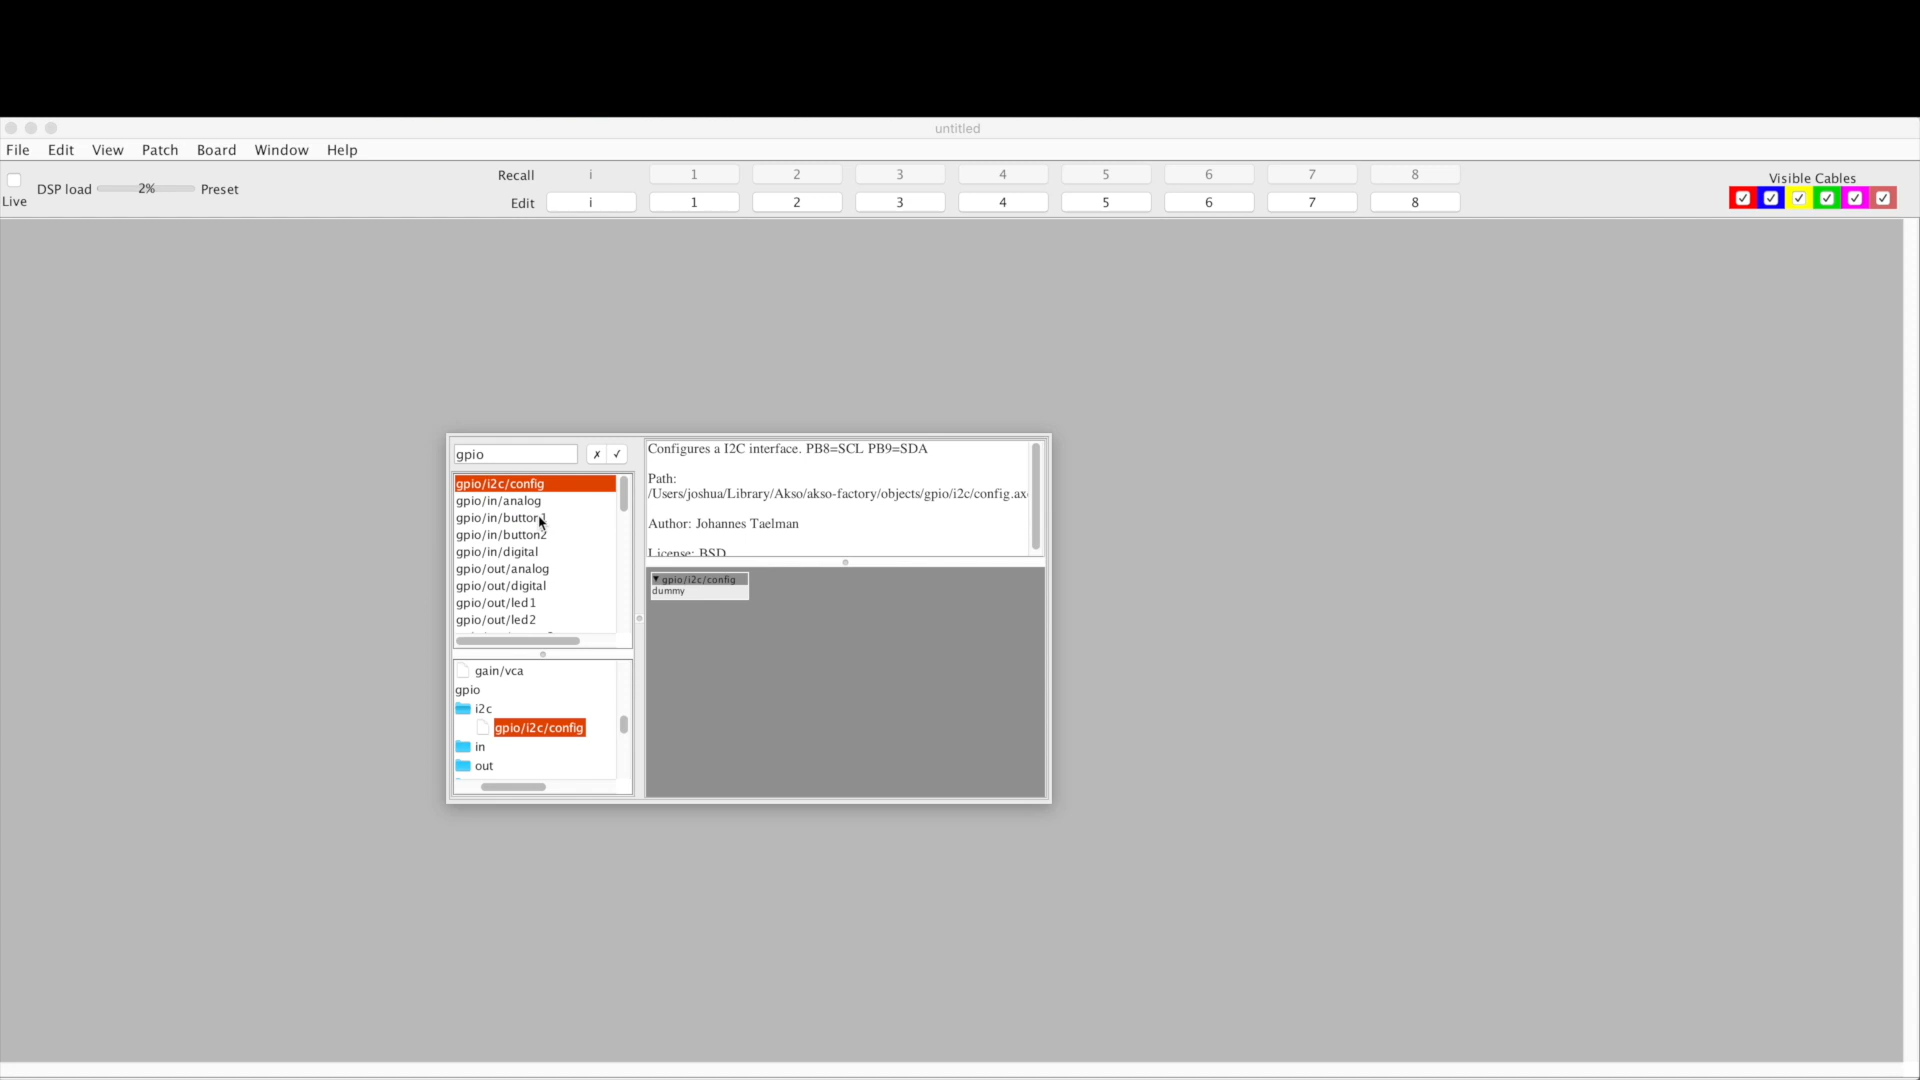 untitled
File Edit View Patch Board Window Help
Live
DSP load 2% Preset
Recall i 1 2 3 4 5 6 7 8
Edit i 1 2 3 4 5 6 7 8
Visible Cables
gpio ✗ ✓
gpio/i2c/config
gpio/in/analog
gpio/in/button1
gpio/in/button2
gpio/in/digital
gpio/out/analog
gpio/out/digital
gpio/out/led1
gpio/out/led2
gain/vca
gpio
i2c
gpio/i2c/config
in
out
Configures a I2C interface. PB8=SCL PB9=SDA
Path:
/Users/joshua/Library/Akso/akso-factory/objects/gpio/i2c/config.ax
Author: Johannes Taelman
License: BSD
gpio/i2c/config
dummy